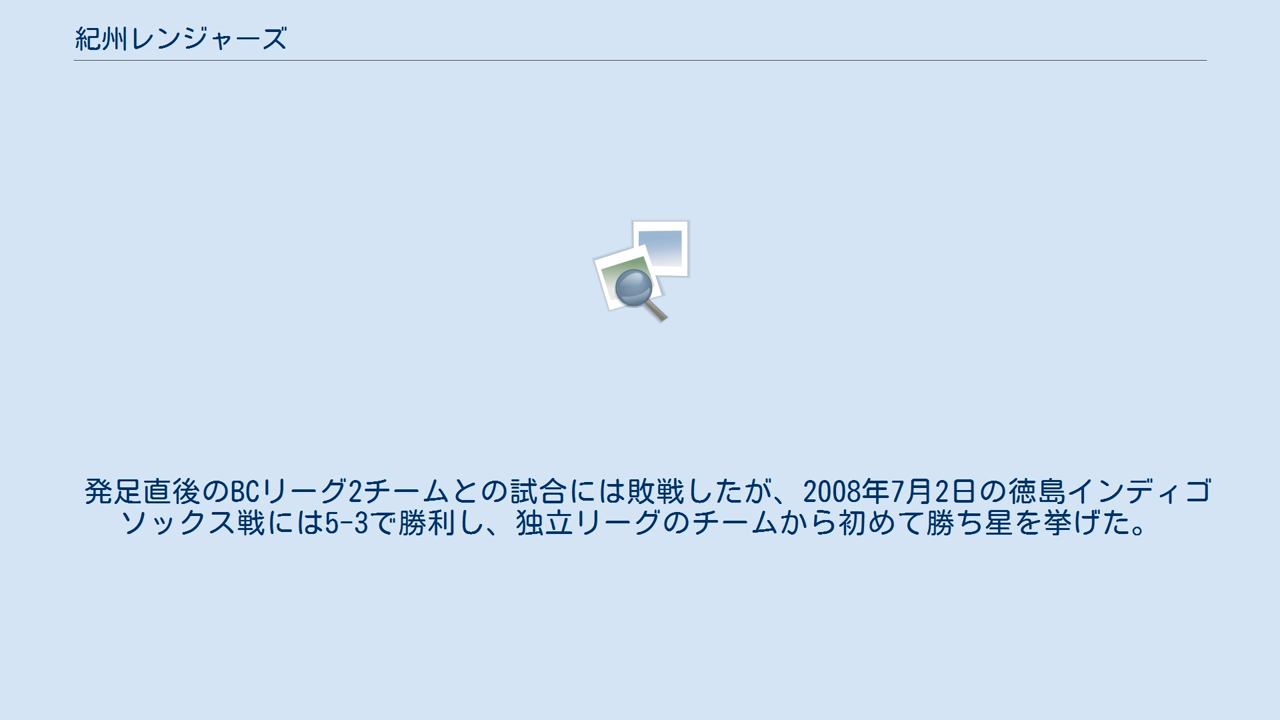 紀州レンジャーズ
発足直後のBCリーグ2チームとの試合には敗戦したが、2008年7月2日の徳島インディゴ
ソックス戦には5-3で勝利し、独立リーグのチームから初めて勝ち星を挙げた。